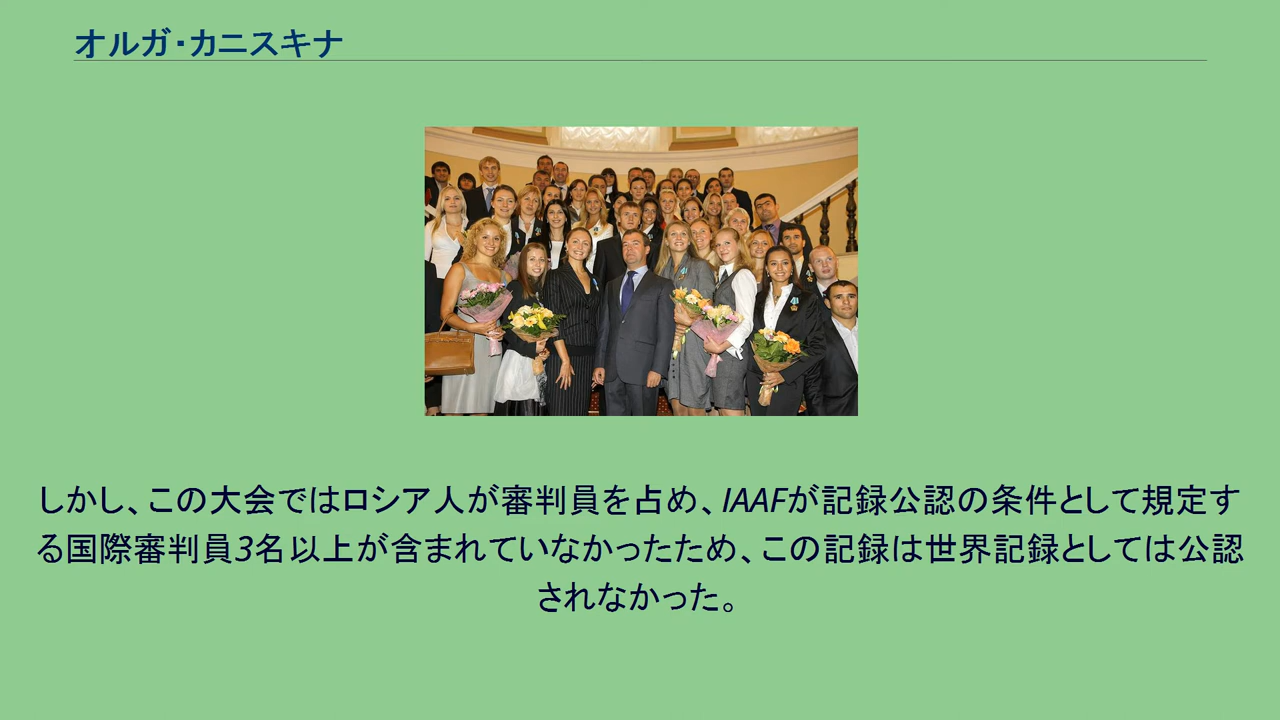 オルガ・カニスキナ
しかし、この大会ではロシア人が審判員を占め、IAAFが記録公認の条件として規定す
る国際審判員3名以上が含まれていなかったため、この記録は世界記録としては公認
されなかった。